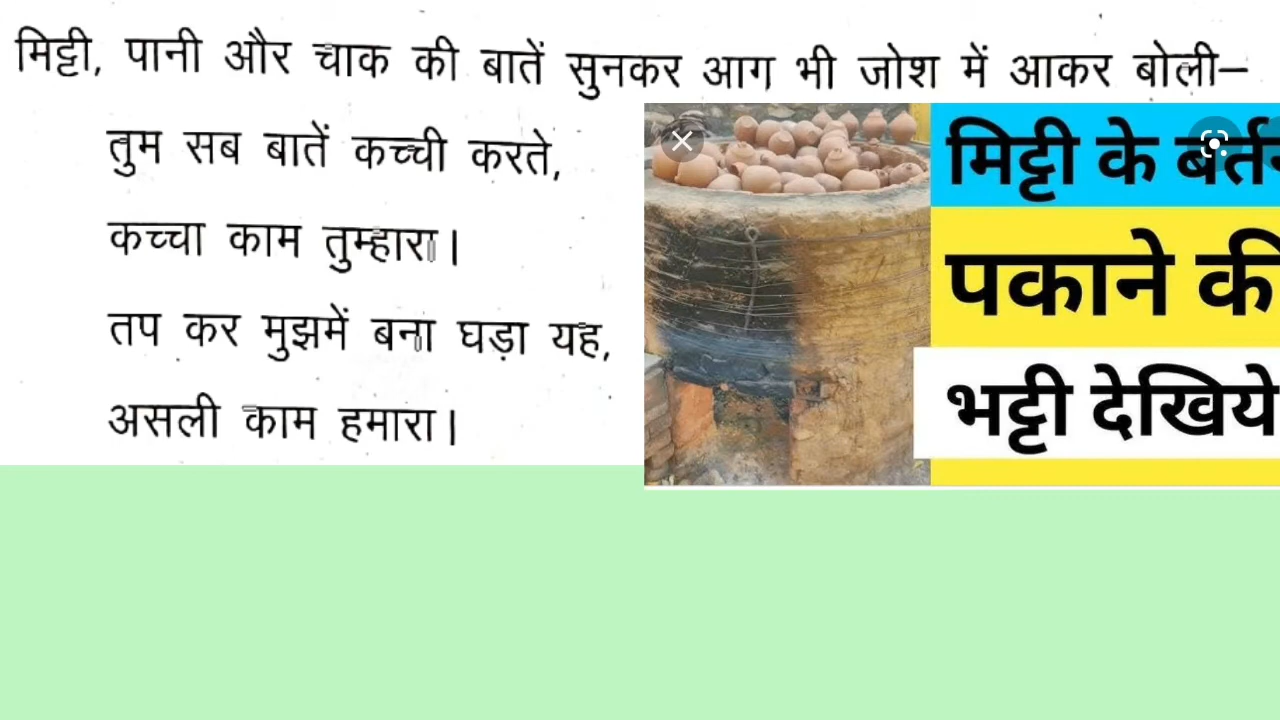 मिट्टी, पानी और चाक की बातें सुनकर आग भी जोश में आकर बोली–
तुम सब बातें कच्ची करते,
कच्चा काम तुम्हारा।
तप कर मुझमें बना घड़ा यह,
असली काम हमारा।
मिट्टी के
पकाने की
भट्टी देखिये